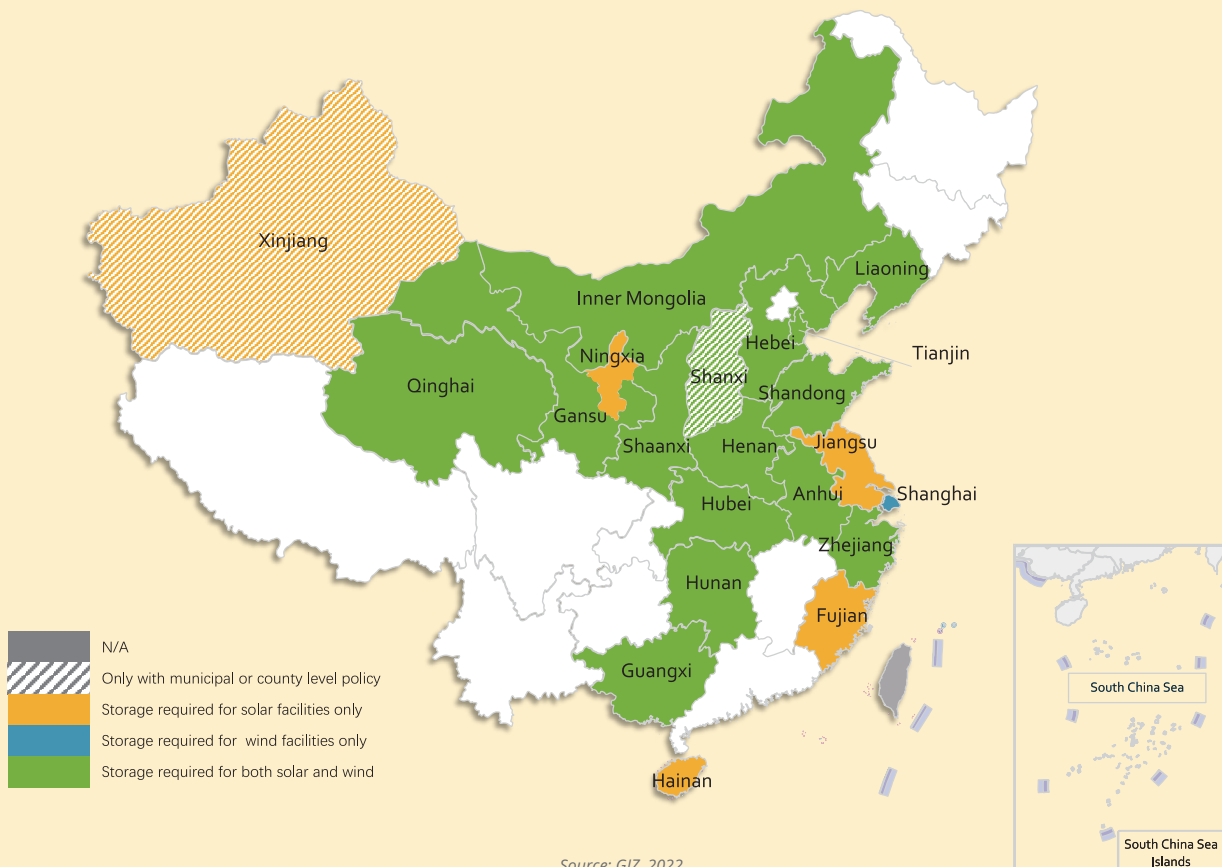 Xinjiang
Liaoning
Inner Mongolia
Hebei
Tianjin
Ningxia
Shanxi
Qinghai
Shandong
Gansu
Jiangsu
Shaanxi
Henan
Anhui
Shanghai
Hubei
Zhejiang
Hunan
Fujian
Guangxi
Hainan
N/A
Only with municipal or county level policy
Storage required for solar facilities only
Storage required for wind facilities only
Storage required for both solar and wind
South China Sea
South China Sea
Islands
Source: GIZ, 2022